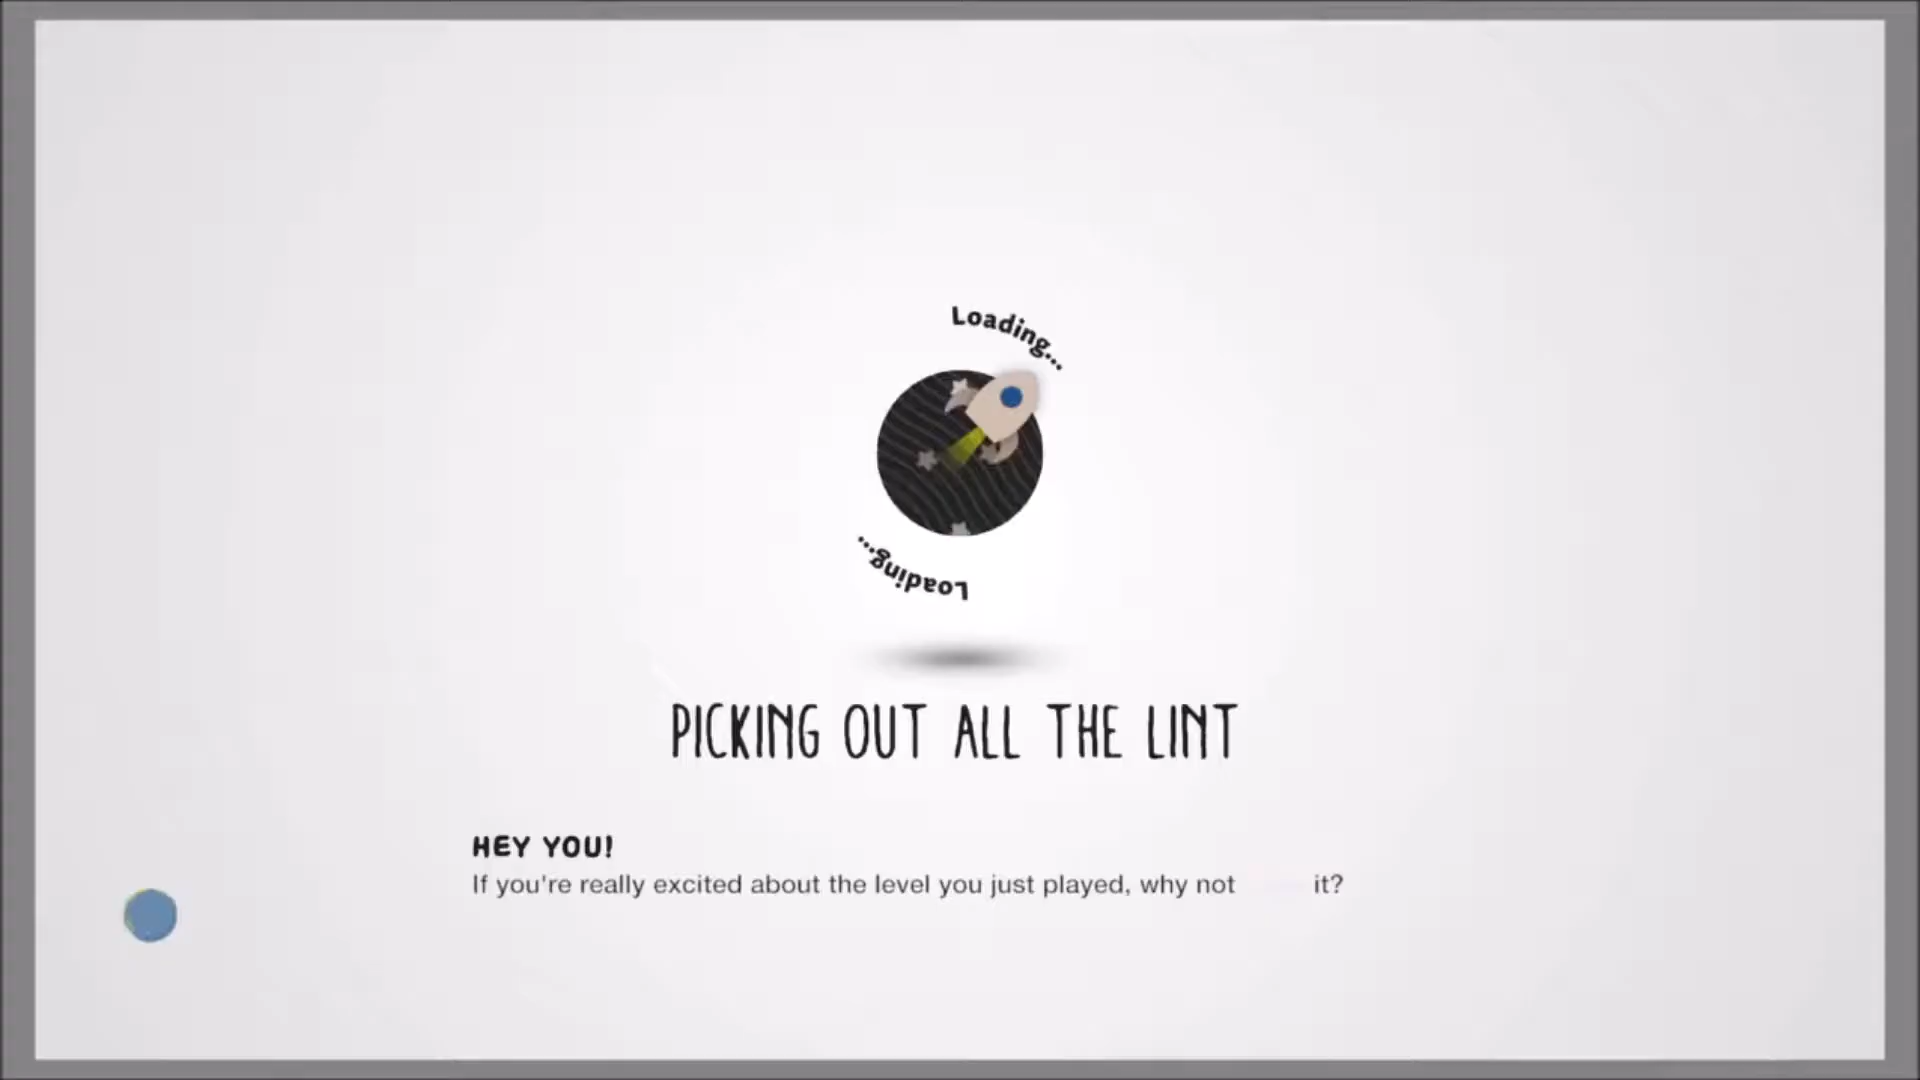 Loading...
Loading...
PICKING OUT ALL THE LINT
HEY YOU!
If you're really excited about the level you just played, why not it?